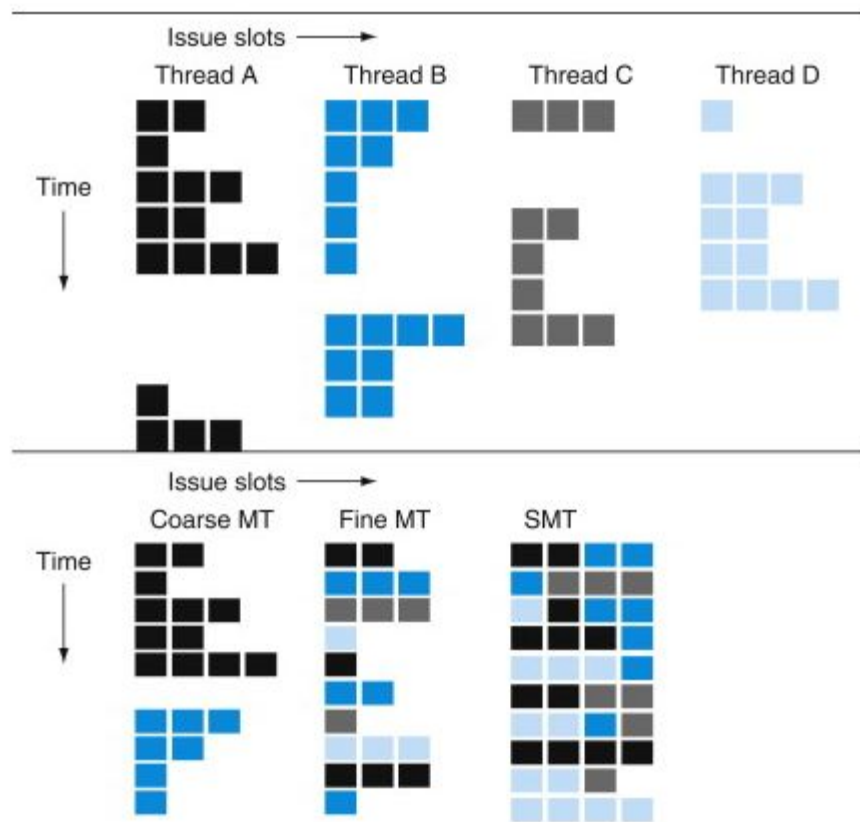 Issue slots
Thread A Thread B Thread C Thread D
Time
Issue slots
Coarse MT Fine MT SMT
Time